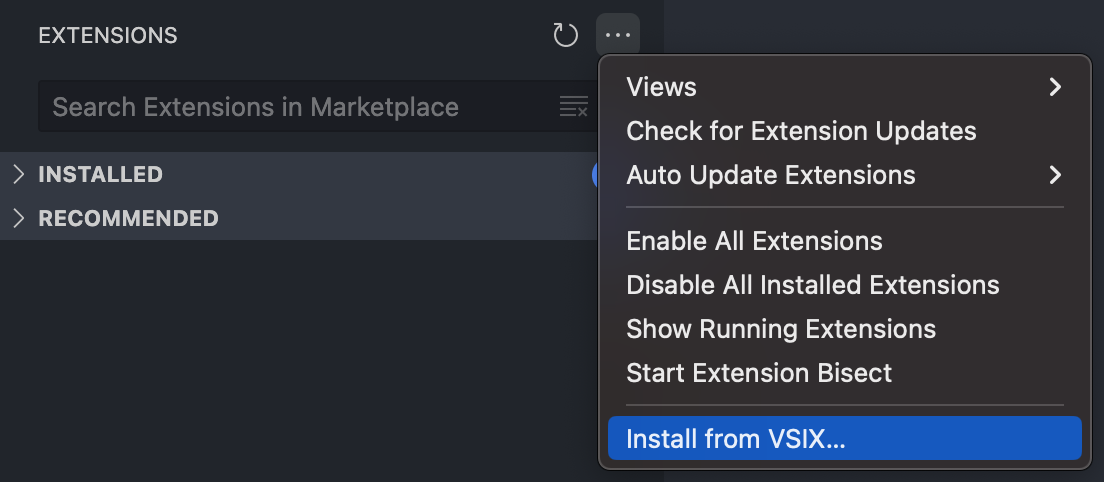 EXTENSIONS
Search Extensions in Marketplace
INSTALLED
RECOMMENDED
Views
Check for Extension Updates
Auto Update Extensions
Enable All Extensions
Disable All Installed Extensions
Show Running Extensions
Start Extension Bisect
Install from VSIX...